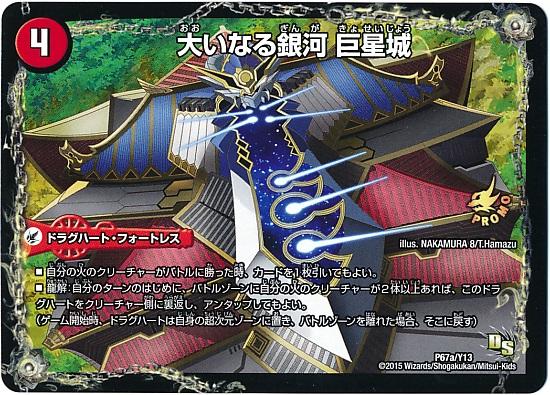 4
おお ぎんが きょせいじょう
大いなる銀河 巨星城
PROMO
illus. NAKAMURA 8/T.Hamazu
ドラグハート・フォートレス
■自分の火のクリーチャーがバトルに勝った時、カードを1枚引いてもよい。
■龍解:自分のターンのはじめに、バトルゾーンに自分の火のクリーチャーが2体以上あれば、このドラ
グハートをクリーチャー側に裏返し、アンタップしてもよい。
(ゲーム開始時、ドラグハートは自身の超次元ゾーンに置き、バトルゾーンを離れた場合、そこに戻す)
DS
P67a/Y13
©2015 Wizards/Shogakukan/Mitsui-Kids